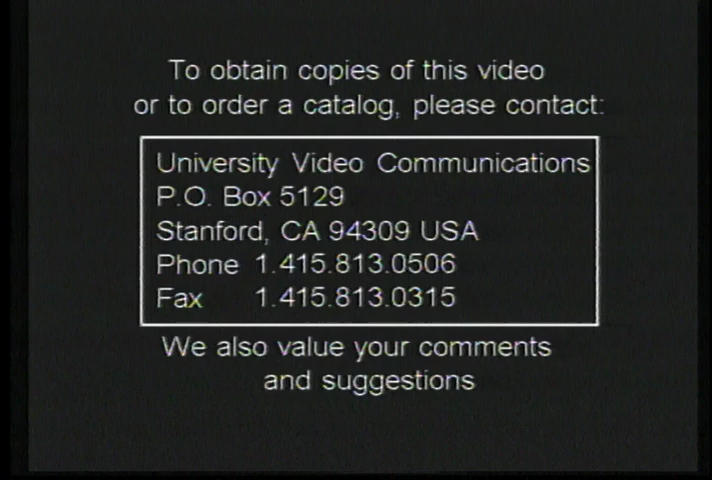 To obtain copies of this video
or to order a catalog, please contact:
University Video Communications
P.O. Box 5129
Stanford, CA 94309 USA
Phone 1.415.813.0506
Fax 1.415.813.0315
We also value your comments
and suggestions